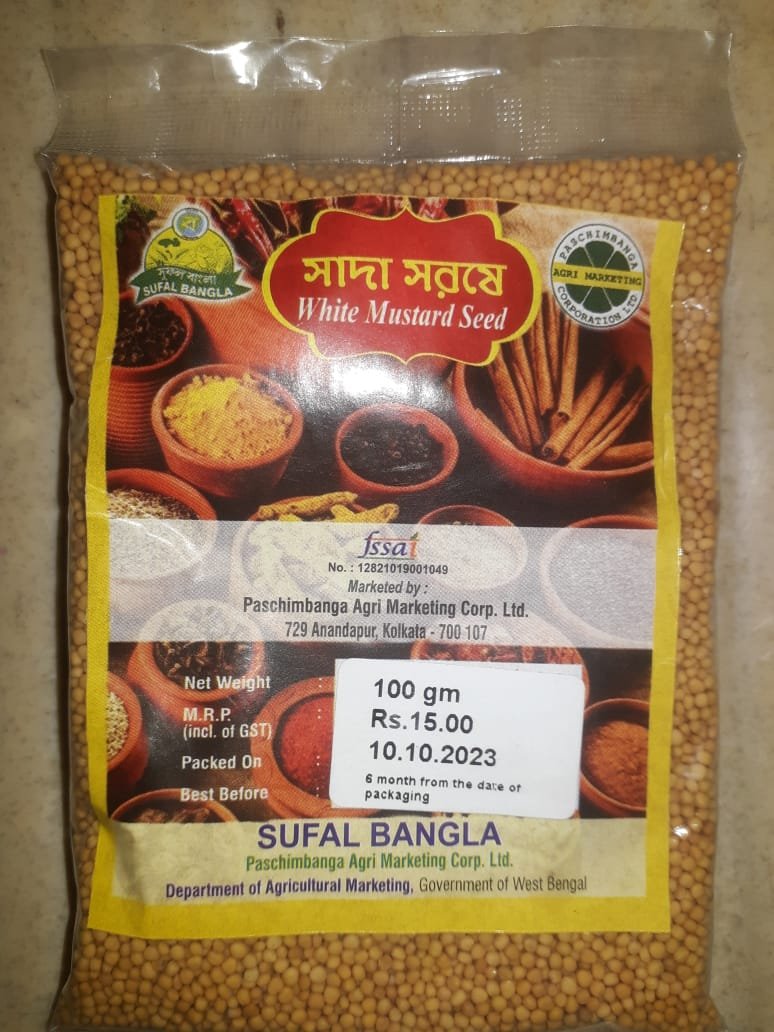 সুফল বাংলা
SUFAL BANGLA
সাদা সরষে
White Mustard Seed
PASCHIMBANGA
AGRI MARKETING
CORPORATION LTD.
fssai
No. : 12821019001049
Marketed by :
Paschimbanga Agri Marketing Corp. Ltd.
729 Anandapur, Kolkata - 700 107
Net Weight 100 gm
M.R.P. Rs.15.00
(incl. of GST)
Packed On 10.10.2023
Best Before 6 month from the date of
packaging
SUFAL BANGLA
Paschimbanga Agri Marketing Corp. Ltd.
Department of Agricultural Marketing, Government of West Bengal